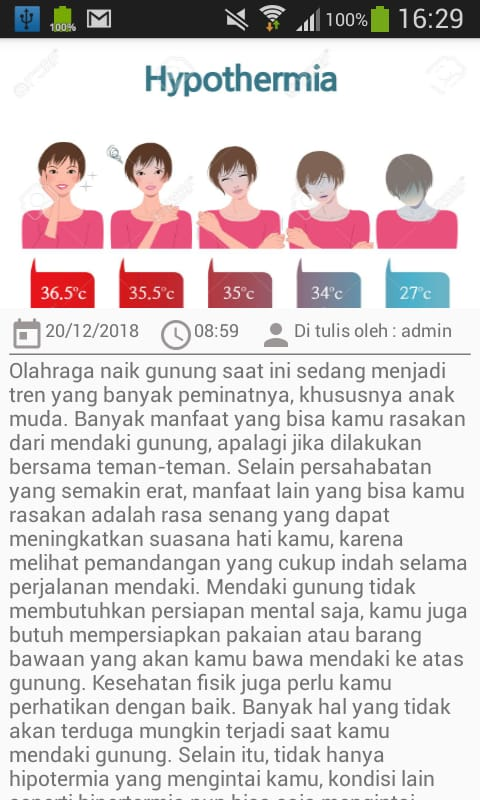 100%
100%
16:29
Hypothermia
36.5°c
35.5°c
35°c
34°c
27°c
20/12/2018
08:59
Di tulis oleh : admin
Olahraga naik gunung saat ini sedang menjadi
tren yang banyak peminatnya, khususnya anak
muda. Banyak manfaat yang bisa kamu rasakan
dari mendaki gunung, apalagi jika dilakukan
bersama teman-teman. Selain persahabatan
yang semakin erat, manfaat lain yang bisa kamu
rasakan adalah rasa senang yang dapat
meningkatkan suasana hati kamu, karena
melihat pemandangan yang cukup indah selama
perjalanan mendaki. Mendaki gunung tidak
membutuhkan persiapan mental saja, kamu juga
butuh mempersiapkan pakaian atau barang
bawaan yang akan kamu bawa mendaki ke atas
gunung. Kesehatan fisik juga perlu kamu
perhatikan dengan baik. Banyak hal yang tidak
akan terduga mungkin terjadi saat kamu
mendaki gunung. Selain itu, tidak hanya
hipotermia yang mengintai kamu, kondisi lain